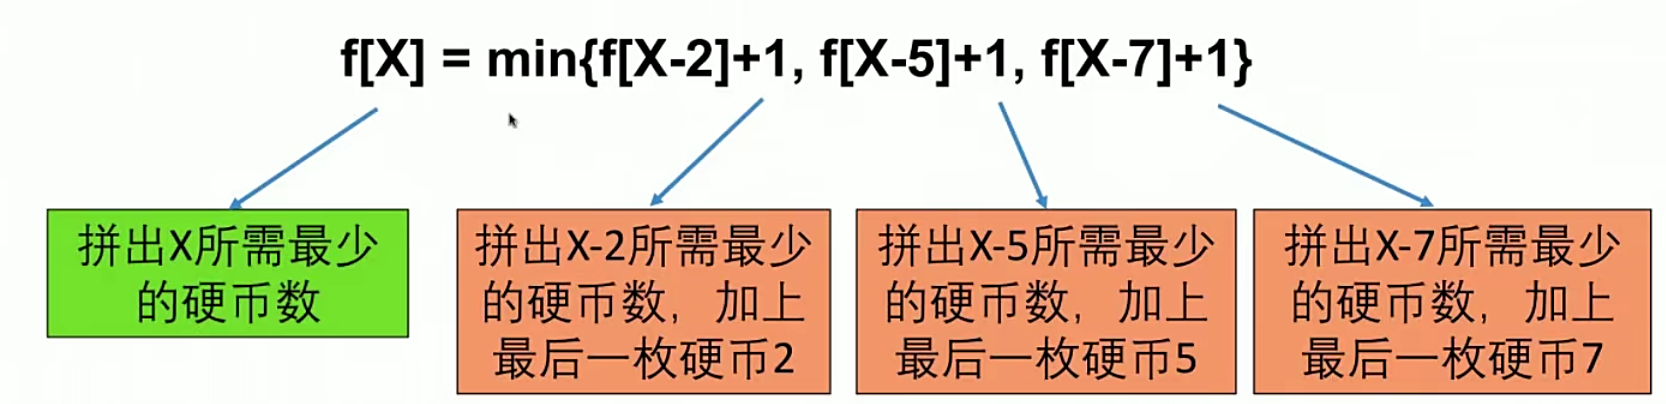 f[X] = min{f[X-2]+1, f[X-5]+1, f[X-7]+1}
拼出X所需最少
的硬币数
拼出X-2所需最少
的硬币数，加上
最后一枚硬币2
拼出X-5所需最少
的硬币数，加上
最后一枚硬币5
拼出X-7所需最少
的硬币数，加上
最后一枚硬币7